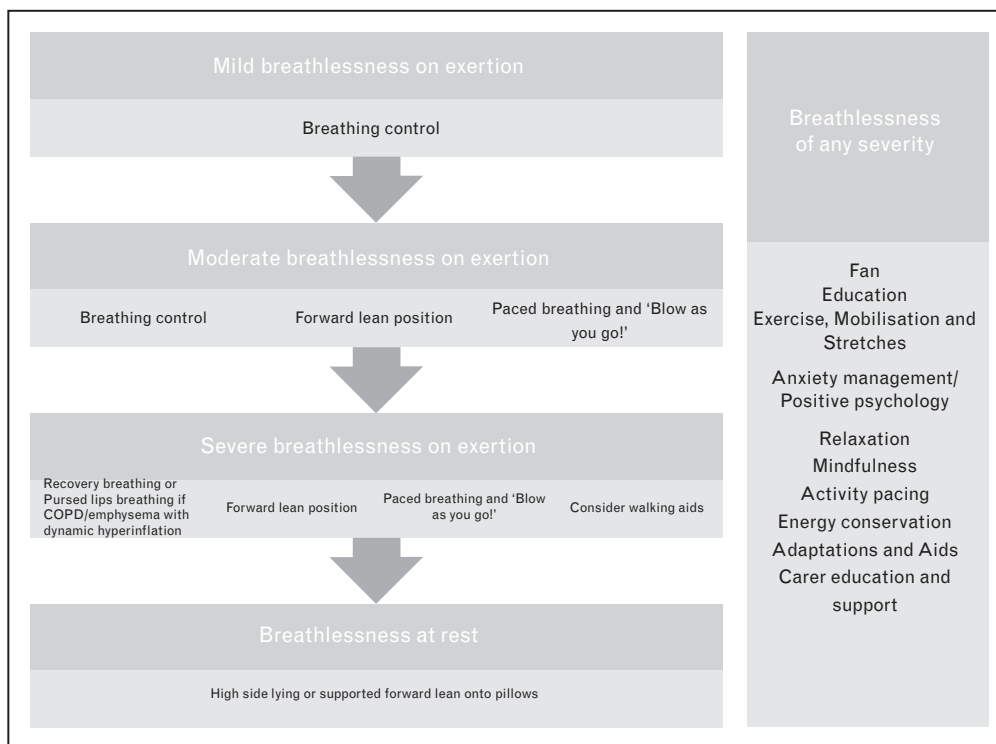 Mild breathlessness on exertion
Breathing control
Moderate breathlessness on exertion
Breathing control
Forward lean position
Paced breathing and ‘Blow as
you go!’
Severe breathlessness on exertion
Recovery breathing or
Pursed lips breathing if
COPD/emphysema with
dynamic hyperinflation
Forward lean position
Paced breathing and ‘Blow
as you go!’
Consider walking aids
Breathlessness at rest
High side lying or supported forward lean onto pillows
Breathlessness
of any severity
Fan
Education
Exercise, Mobilisation and
Stretches
Anxiety management/
Positive psychology
Relaxation
Mindfulness
Activity pacing
Energy conservation
Adaptations and Aids
Carer education and
support